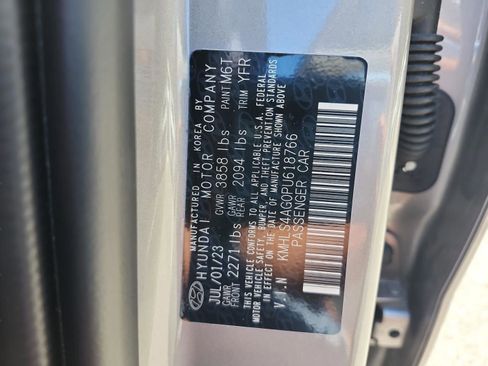 MANUFACTURED IN KOREA BY
HYUNDAI MOTOR COMPANY
JUL/01/23 GVWR 3858 lbs PAINT M6T
GAWR FRONT 2271 lbs GAWR REAR 2094 lbs TRIM YFR
THIS VEHICLE CONFORMS TO ALL APPLICABLE U.S.A. FEDERAL
MOTOR VEHICLE SAFETY, BUMPER, AND THEFT PREVENTION STANDARDS
IN EFFECT ON THE DATE OF MANUFACTURE SHOWN ABOVE
V.I.N KMHLS4AG0PU618766
PASSENGER CAR